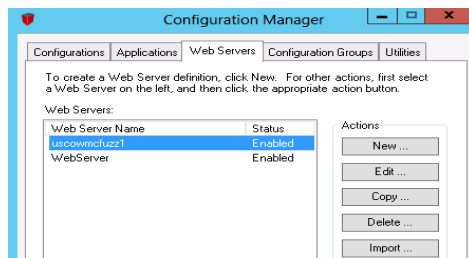 Configuration Manager
Configurations Applications Web Servers Configuration Groups Utilities
To create a Web Server definition, click New. For other actions, first select
a Web Server on the left, and then click the appropriate action button.
Web Servers:
Web Server Name Status
uscowmcfuzz1 Enabled
WebServer Enabled
Actions
New ...
Edit ...
Copy ...
Delete ...
Import ...